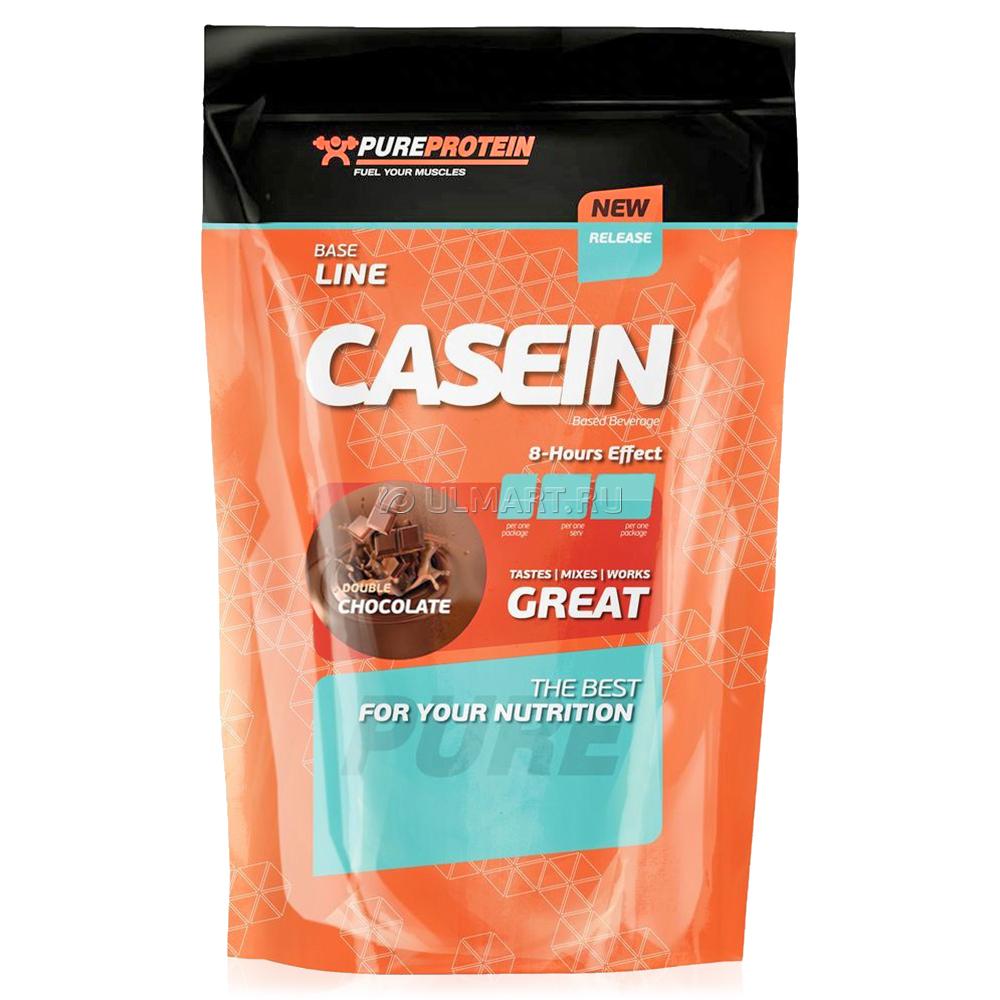 PUREPROTEIN
FUEL YOUR MUSCLES
NEW
RELEASE
BASE
LINE
CASEIN
Based Beverage
8-Hours Effect
ULMART.RU
per one
package
per one
serv
per one
package
DOUBLE
CHOCOLATE
TASTES | MIXES | WORKS
GREAT
THE BEST
FOR YOUR NUTRITION
PURE